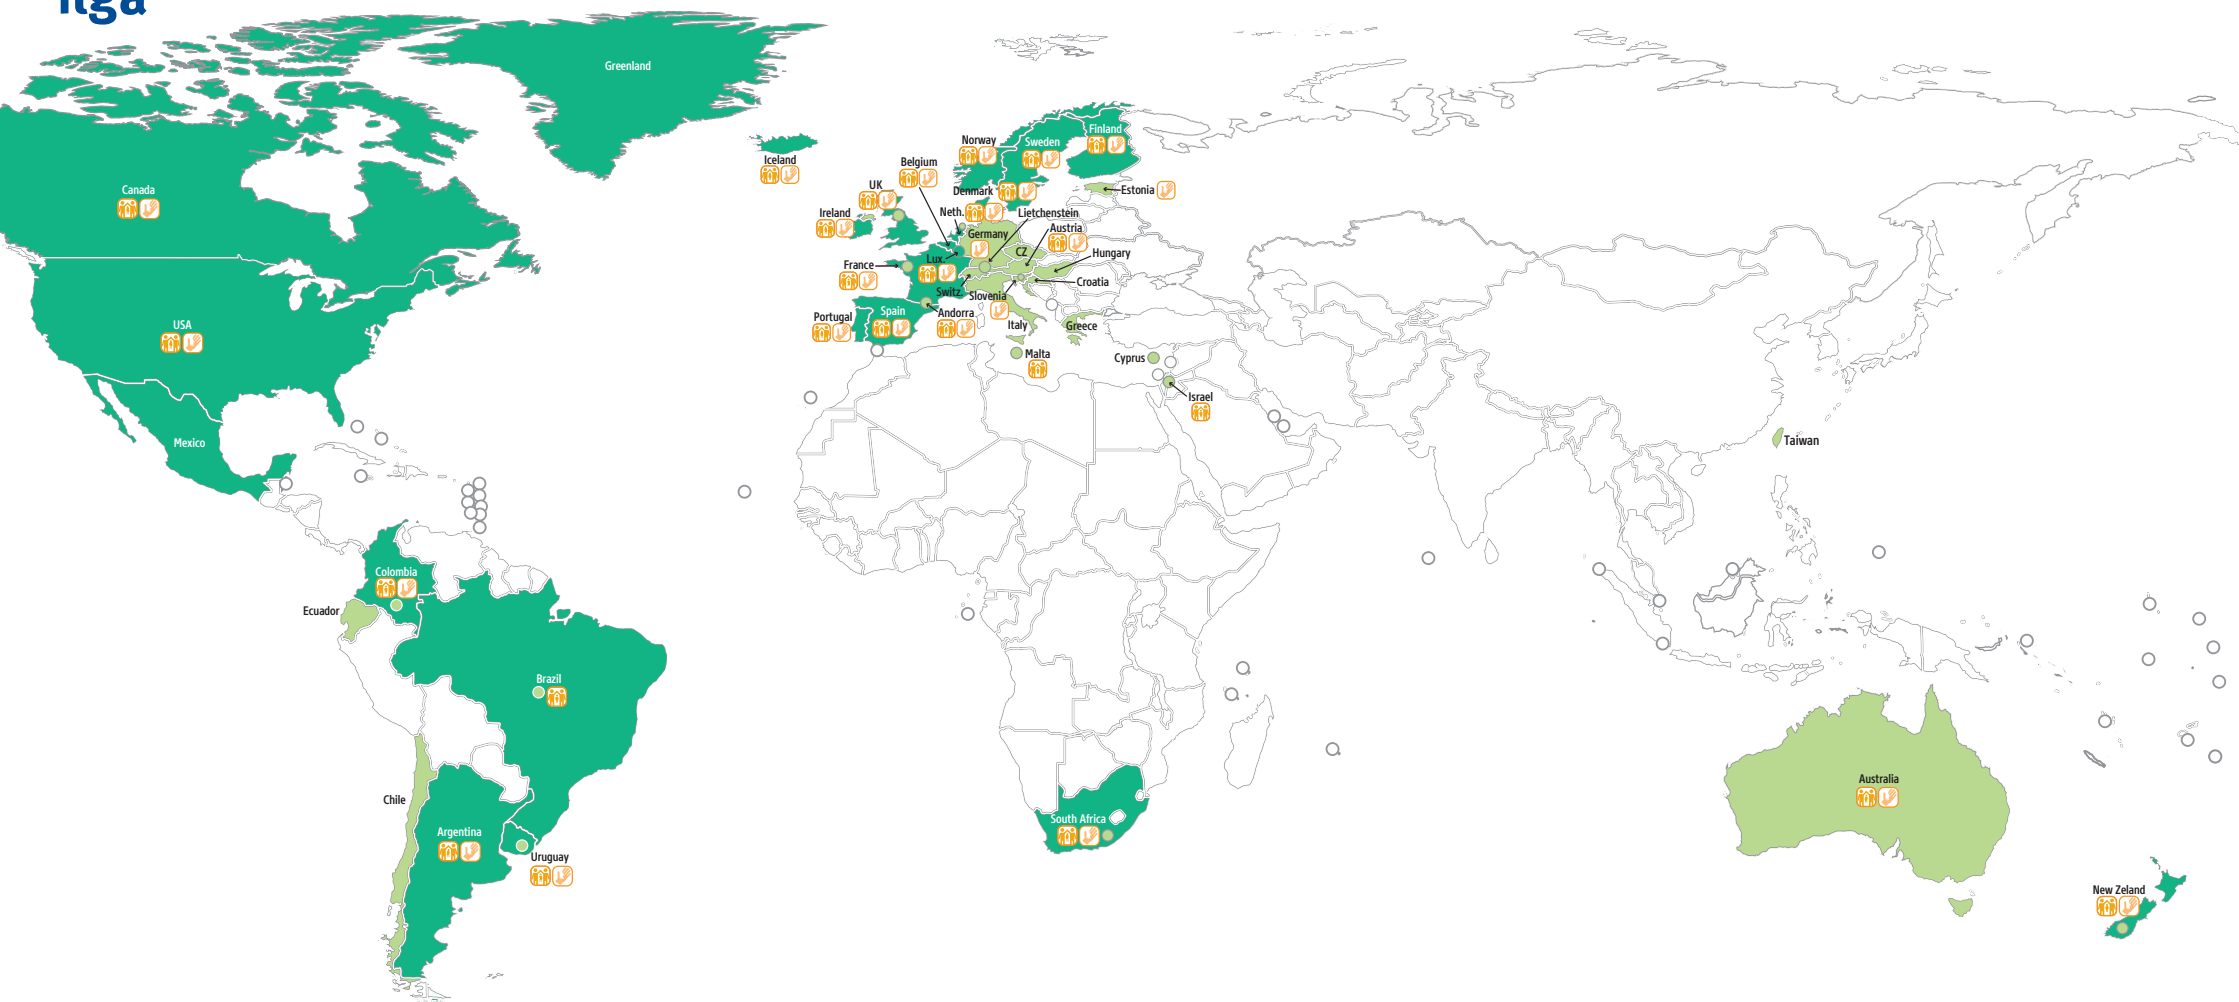 ilga
Greenland
Canada
USA
Mexico
Iceland
Norway
Sweden
Finland
Belgium
UK
Denmark
Estonia
Ireland
Neth.
Lietchenstein
Germany
Austria
CZ
Hungary
France
Lux.
Croatia
Switz.
Slovenia
Portugal
Spain
Andorra
Italy
Greece
Malta
Cyprus
Israel
Taiwan
Colombia
Ecuador
Brazil
Chile
Argentina
Uruguay
South Africa
Australia
New Zeland